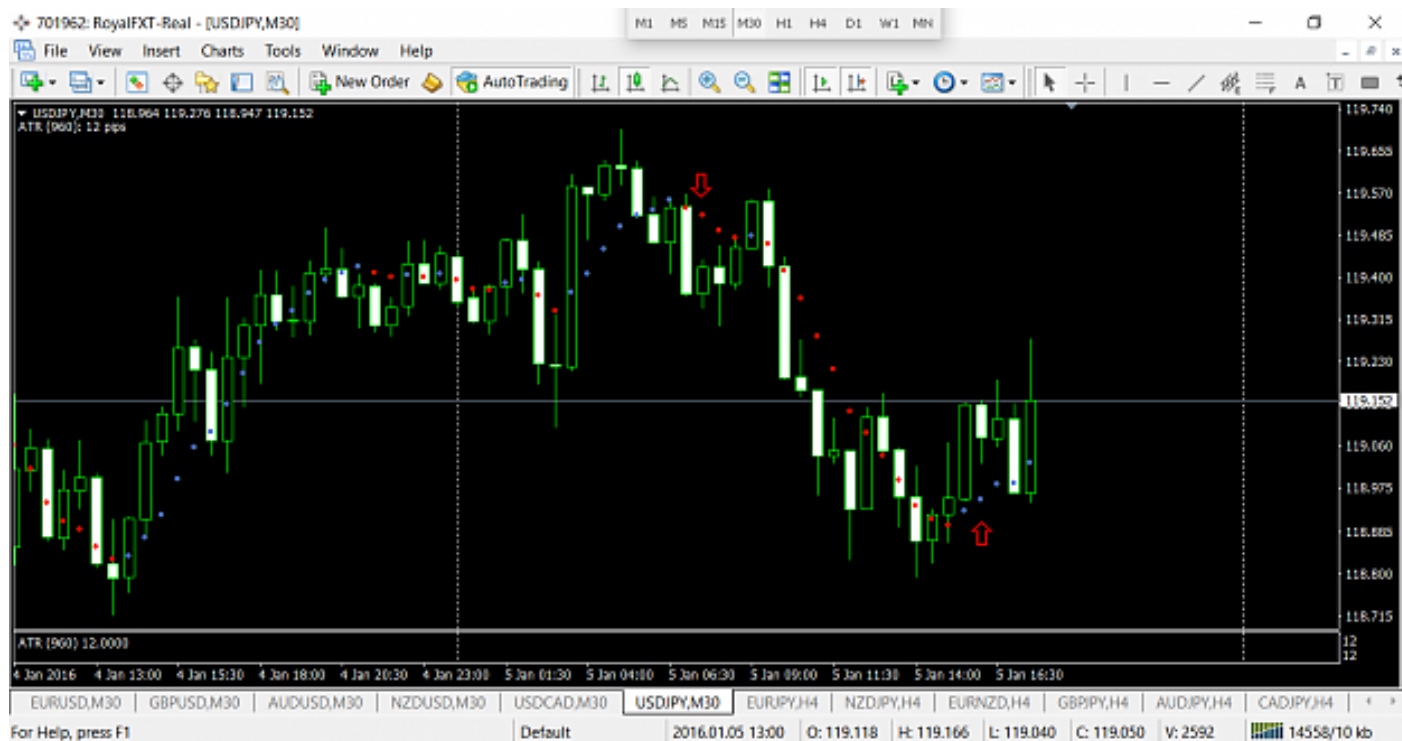 701962: RoyalFXT-Real - [USDJPY,M30]
M1 M5 M15 M30 H1 H4 D1 W1 MN
File View Insert Charts Tools Window Help
New Order AutoTrading A T
USDJPY,M30 118.964 119.276 118.947 119.152
ATR (960): 12 pips
119.740
119.655
119.570
119.485
119.400
119.315
119.230
119.152
119.060
118.975
118.885
118.800
118.715
ATR (960) 12.0000
12
12
4 Jan 2016 4 Jan 13:00 4 Jan 15:30 4 Jan 18:00 4 Jan 20:30 4 Jan 23:00 5 Jan 01:30 5 Jan 04:00 5 Jan 06:30 5 Jan 09:00 5 Jan 11:30 5 Jan 14:00 5 Jan 16:30
EURUSD,M30 GBPUSD,M30 AUDUSD,M30 NZDUSD,M30 USDCAD,M30 USDJPY,M30 EURJPY,H4 NZDJPY,H4 EURNZD,H4 GBPJPY,H4 AUDJPY,H4 CADJPY,H4
For Help, press F1 Default 2016.01.05 13:00 O: 119.118 H: 119.166 L: 119.040 C: 119.050 V: 2592 14558/10 kb